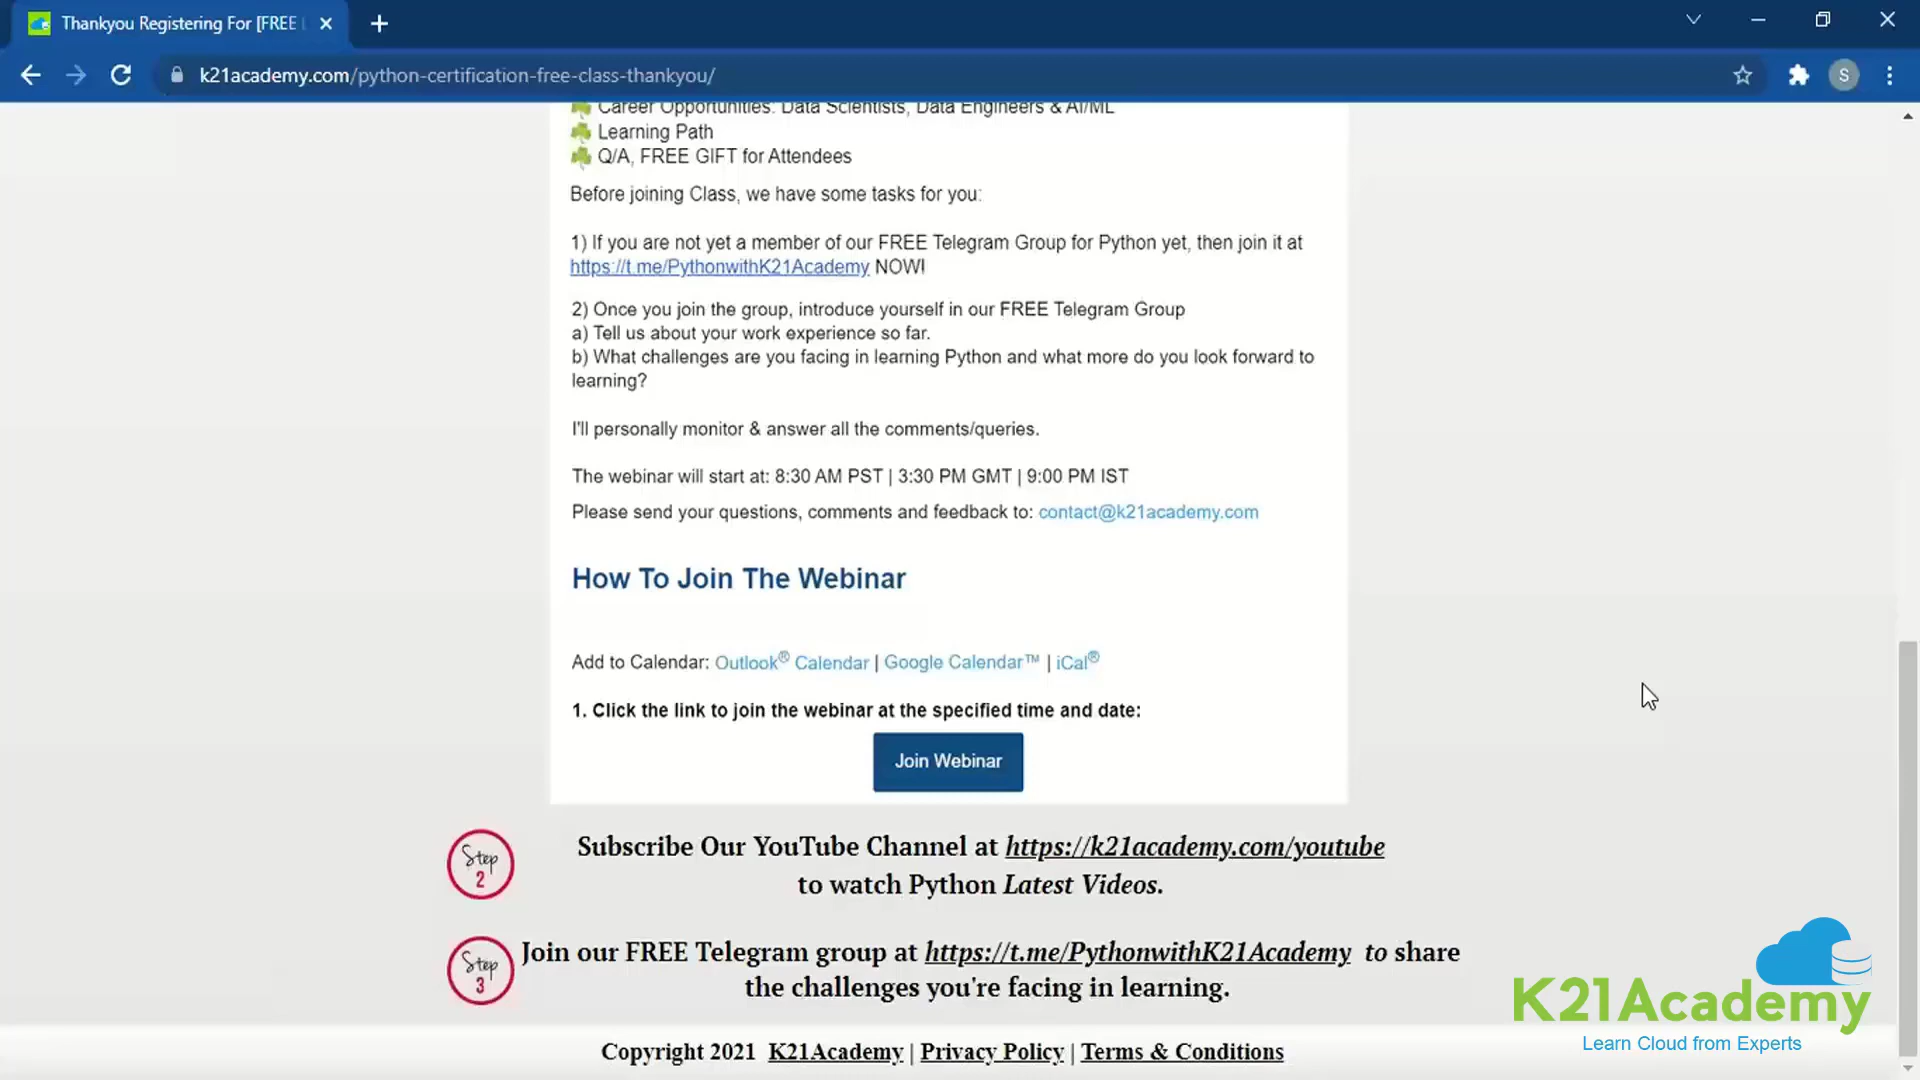 Thankyou Registering For [FREE
k21academy.com/python-certification-free-class-thankyou/
S
Career Opportunities: Data Scientists, Data Engineers & AI/ML
Learning Path
Q/A, FREE GIFT for Attendees
Before joining Class, we have some tasks for you:
1) If you are not yet a member of our FREE Telegram Group for Python yet, then join it at
https://t.me/PythonwithK21Academy NOW!
2) Once you join the group, introduce yourself in our FREE Telegram Group
a) Tell us about your work experience so far.
b) What challenges are you facing in learning Python and what more do you look forward to
learning?
I'll personally monitor & answer all the comments/queries.
The webinar will start at: 8:30 AM PST | 3:30 PM GMT | 9:00 PM IST
Please send your questions, comments and feedback to: contact@k21academy.com
How To Join The Webinar
Add to Calendar: Outlook® Calendar | Google Calendar™ | iCal®
1. Click the link to join the webinar at the specified time and date:
Join Webinar
Step
2
Subscribe Our YouTube Channel at https://k21academy.com/youtube
to watch Python Latest Videos.
Step
3
Join our FREE Telegram group at https://t.me/PythonwithK21Academy to share
the challenges you're facing in learning.
K21Academy
Learn Cloud from Experts
Copyright 2021 K21Academy | Privacy Policy | Terms & Conditions